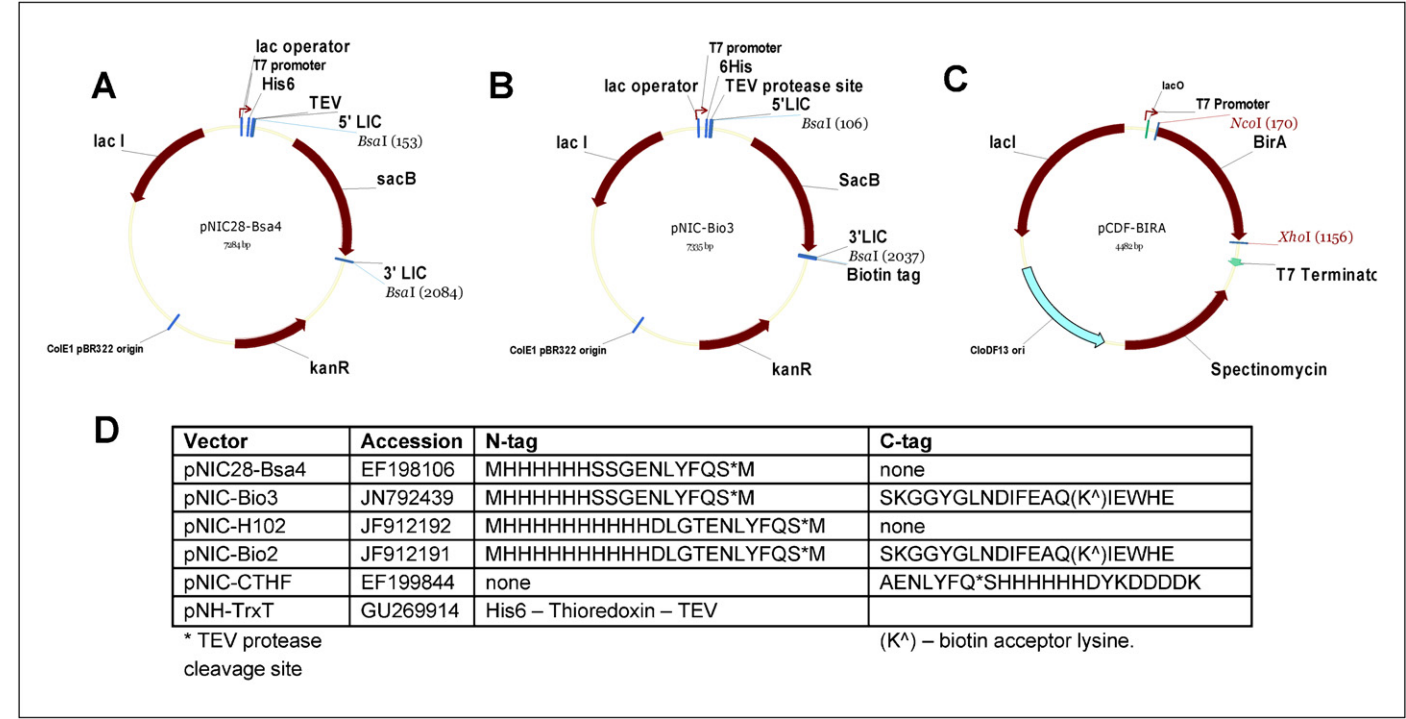 A
lac operator
T7 promoter
His6
TEV
5' LIC
BsaI (153)
lac I
sacB
pNIC28-Bsa4
7284 bp
3' LIC
BsaI (2084)
ColE1 pBR322 origin
kanR
B
T7 promoter
6His
lac operator
TEV protease site
5'LIC
BsaI (106)
lac I
SacB
pNIC-Bio3
7335 bp
3'LIC
BsaI (2037)
Biotin tag
ColE1 pBR322 origin
kanR
C
lacO
T7 Promoter
NcoI (170)
BirA
lacI
pCDF-BIRA
4482 bp
XhoI (1156)
T7 Terminatc
CloDF13 ori
Spectinomycin
D
Vector Accession N-tag C-tag
pNIC28-Bsa4 EF198106 MHHHHHHSSGENLYFQS*M none
pNIC-Bio3 JN792439 MHHHHHHSSGENLYFQS*M SKGGYGLNDIFEAQ(K^)IEWHE
pNIC-H102 JF912192 MHHHHHHHHHHDLGTENLYFQS*M none
pNIC-Bio2 JF912191 MHHHHHHHHHHDLGTENLYFQS*M SKGGYGLNDIFEAQ(K^)IEWHE
pNIC-CTHF EF199844 none AENLYFQ*SHHHHHHDYKDDDDK
pNH-TrxT GU269914 His6 – Thioredoxin – TEV
* TEV protease
cleavage site
(K^) – biotin acceptor lysine.